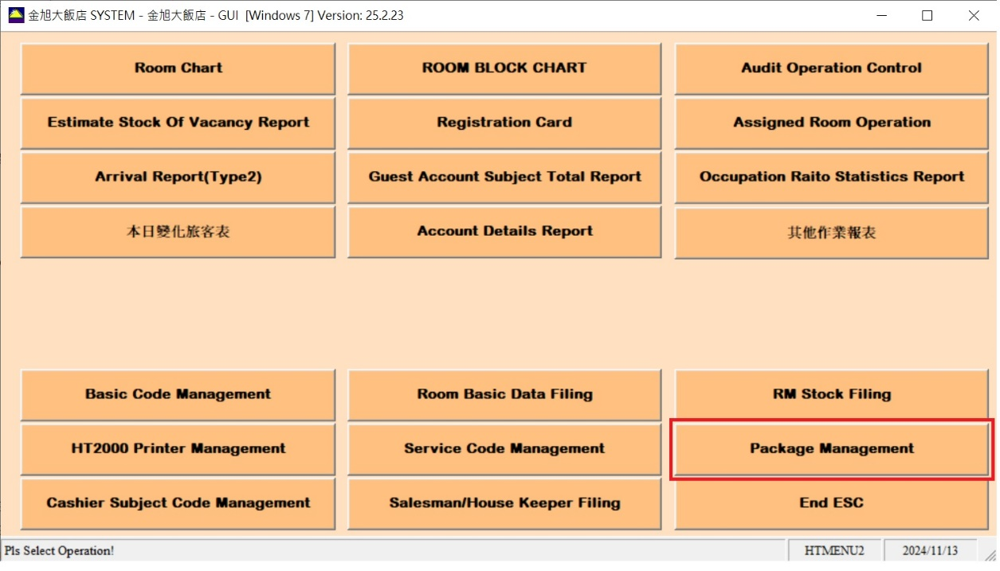 金旭大飯店 SYSTEM - 金旭大飯店 - GUI [Windows 7] Version: 25.2.23
Room Chart
ROOM BLOCK CHART
Audit Operation Control
Estimate Stock Of Vacancy Report
Registration Card
Assigned Room Operation
Arrival Report(Type2)
Guest Account Subject Total Report
Occupation Raito Statistics Report
本日變化旅客表
Account Details Report
其他作業報表
Basic Code Management
Room Basic Data Filing
RM Stock Filing
HT2000 Printer Management
Service Code Management
Package Management
Cashier Subject Code Management
Salesman/House Keeper Filing
End ESC
Pls Select Operation!
HTMENU2
2024/11/13